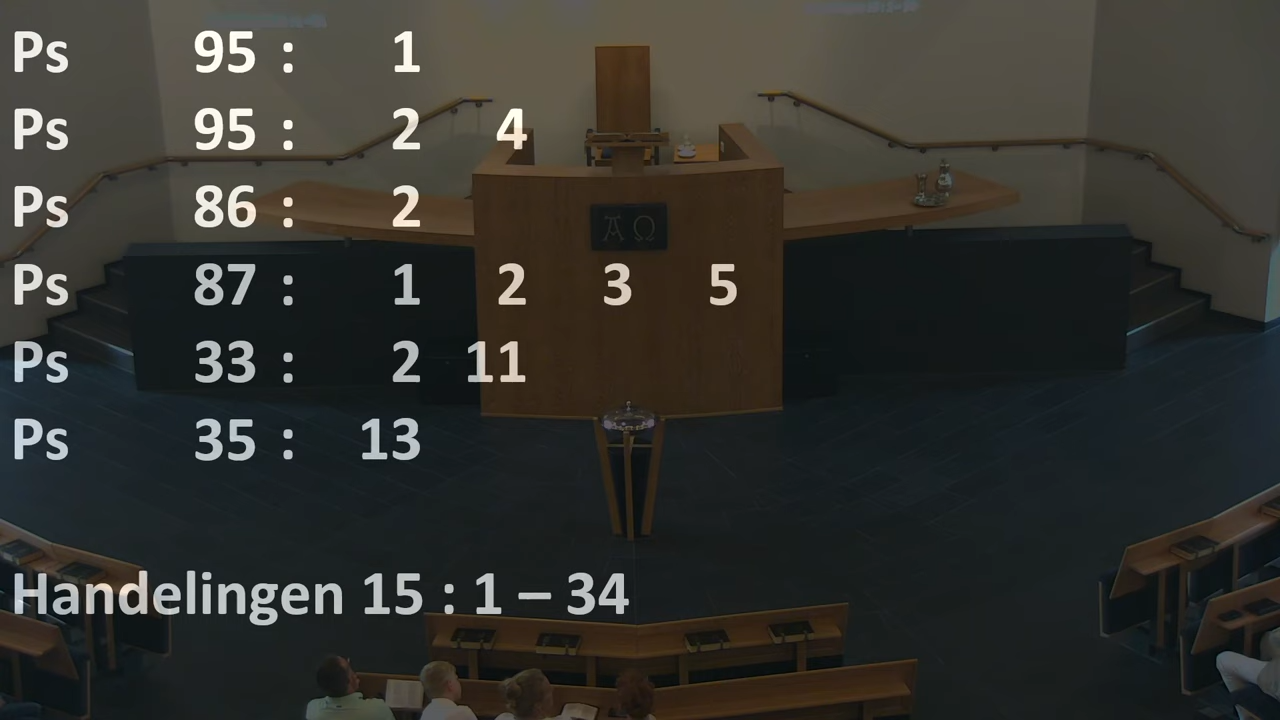 Ps 95 : 1
Ps 95 : 2 4
Ps 86 : 2
Ps 87 : 1 2 3 5
Ps 33 : 2 11
Ps 35 : 13
Handelingen 15 : 1 – 34
Α Ω